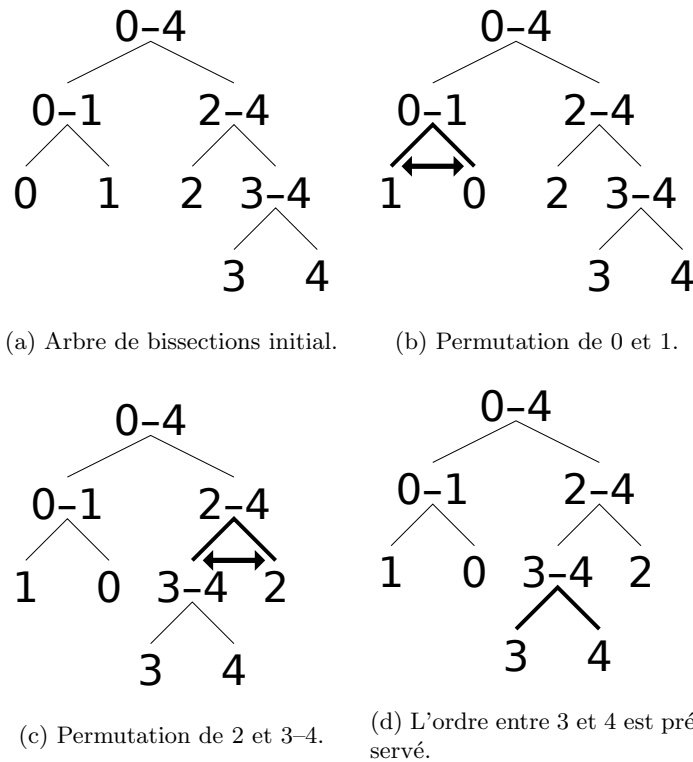 0–4 0–4
0–1 2–4 0–1 2–4
0 1 2 3–4 1 0 2 3–4
3 4 3 4
(a) Arbre de bissections initial. (b) Permutation de 0 et 1.
0–4 0–4
0–1 2–4 0–1 2–4
1 0 3–4 2 1 0 3–4 2
3 4 3 4
(c) Permutation de 2 et 3–4. (d) L'ordre entre 3 et 4 est pré
servé.